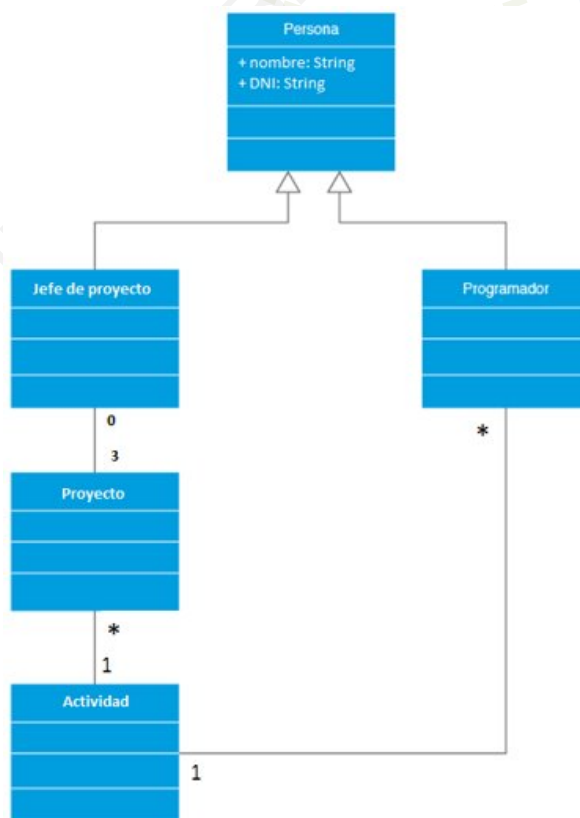 Persona
+ nombre: String
+ DNI: String
Jefe de proyecto
Programador
0
*
3
Proyecto
*
1
Actividad
1